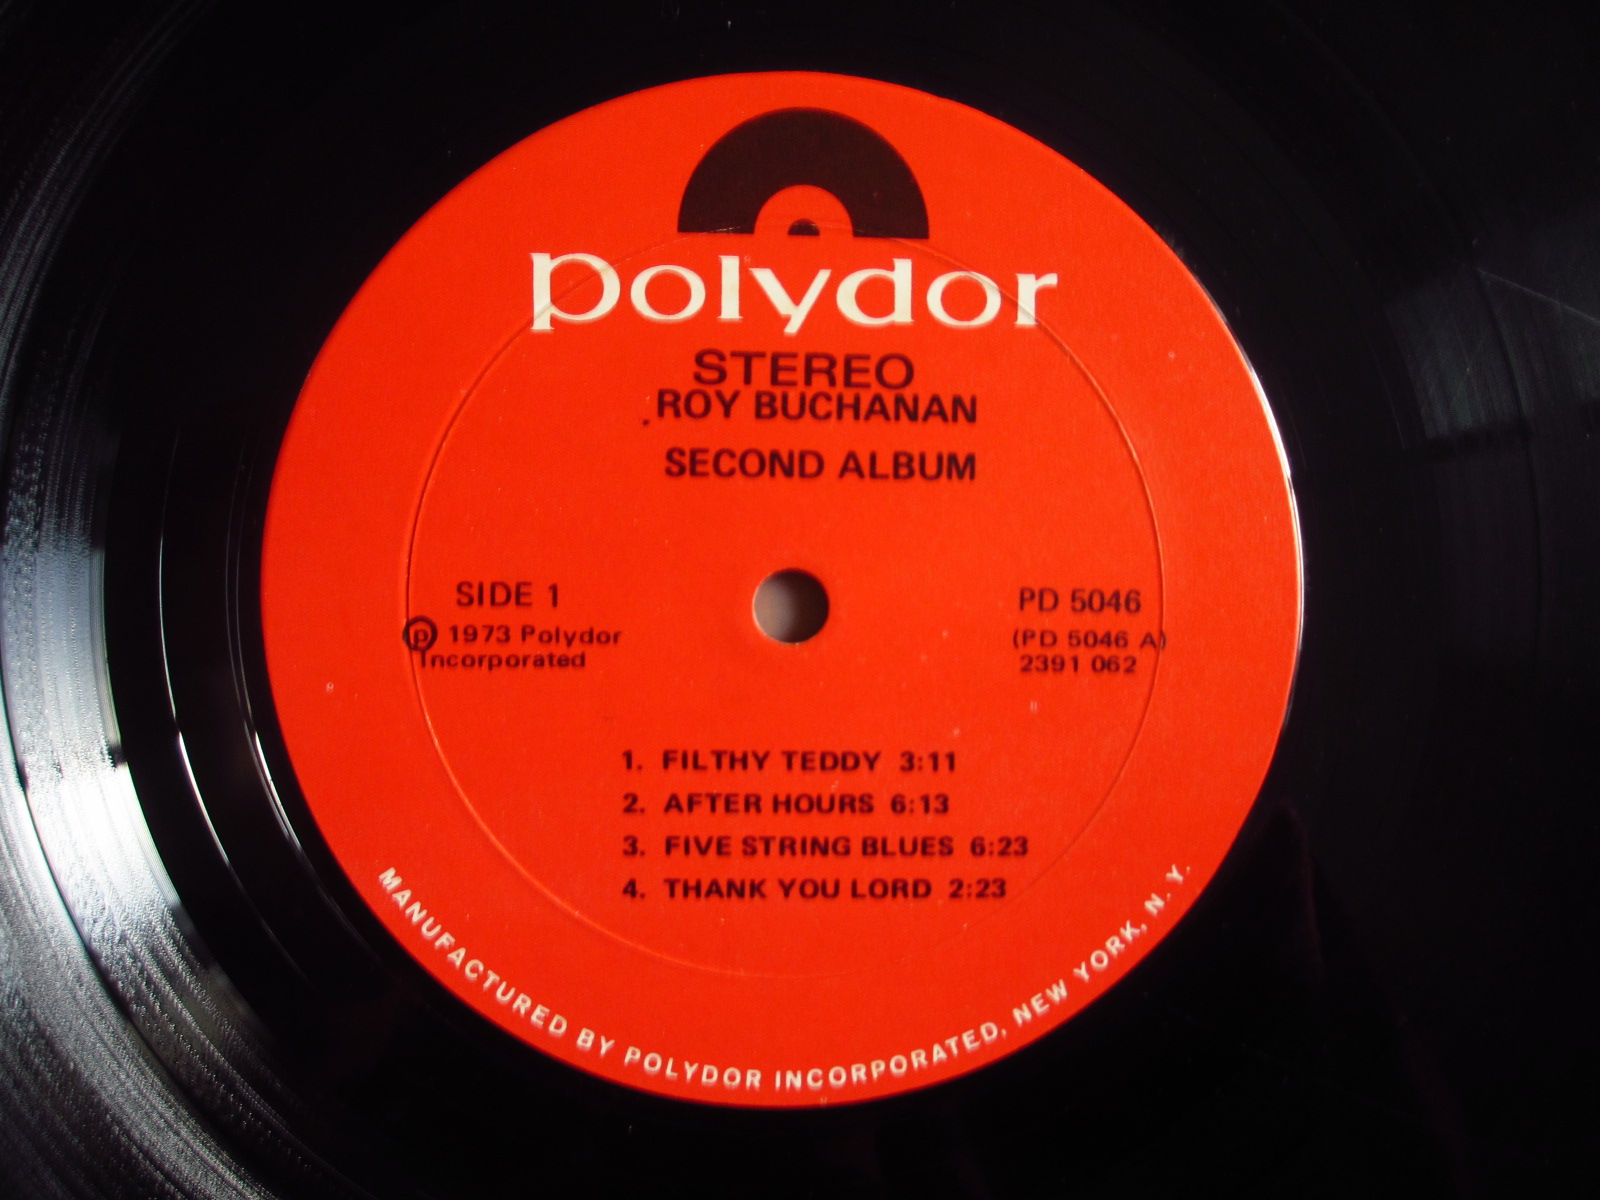 polydor
STEREO
ROY BUCHANAN
SECOND ALBUM
SIDE 1
℗ 1973 Polydor
Incorporated
PD 5046
(PD 5046 A)
2391 062
1. FILTHY TEDDY 3:11
2. AFTER HOURS 6:13
3. FIVE STRING BLUES 6:23
4. THANK YOU LORD 2:23
MANUFACTURED BY POLYDOR INCORPORATED, NEW YORK, N.Y.